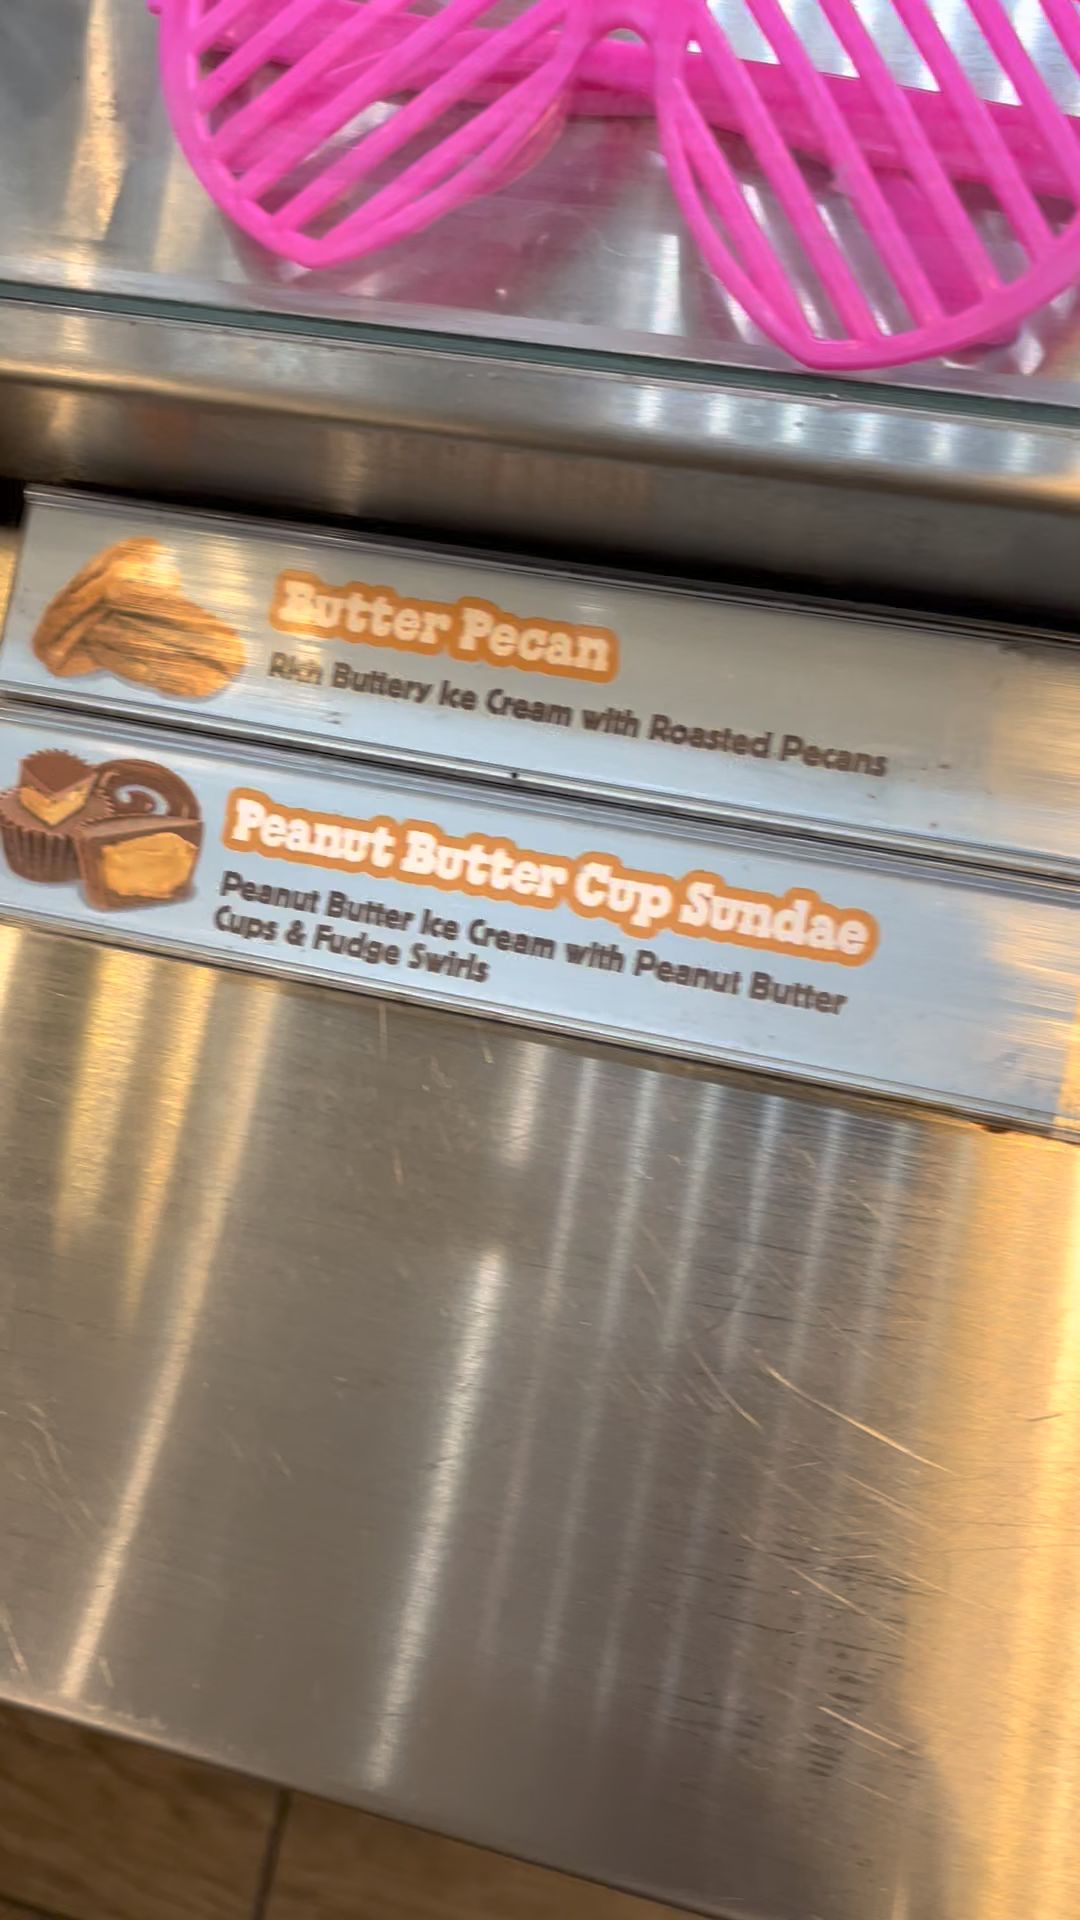 Butter Pecan
Rich Buttery Ice Cream with Roasted Pecans
Peanut Butter Cup Sundae
Peanut Butter Ice Cream with Peanut Butter
Cups & Fudge Swirls